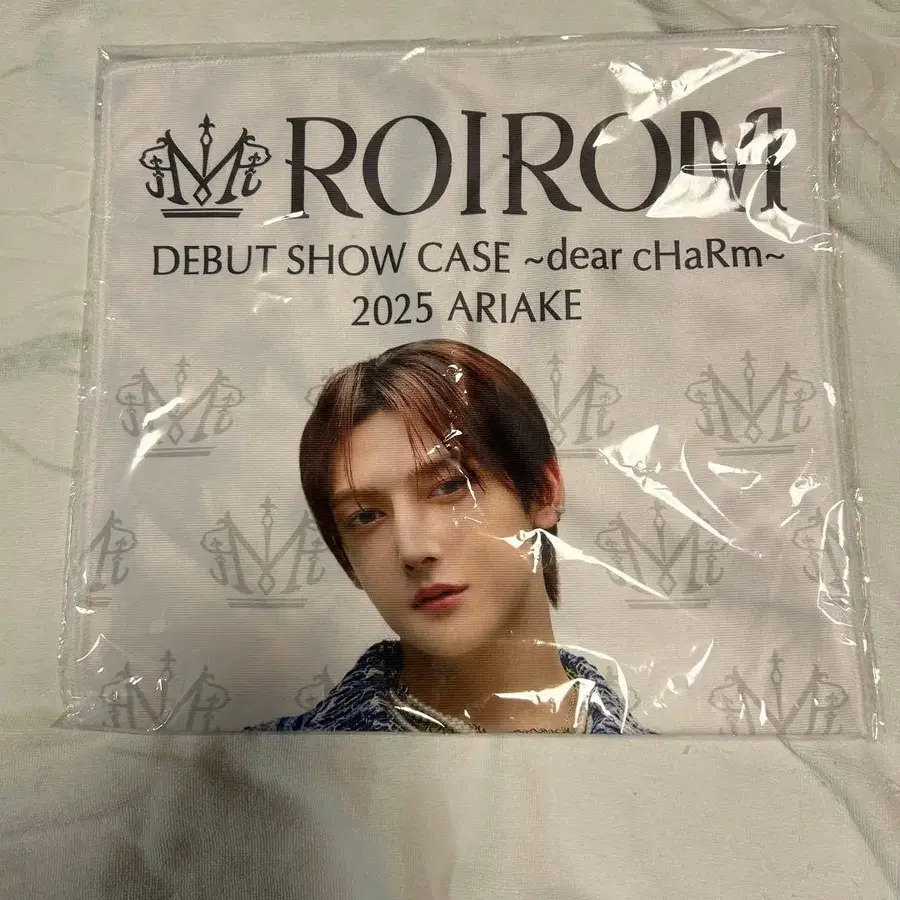 ROIROM
DEBUT SHOW CASE ~dear cHaRm~
2025 ARIAKE